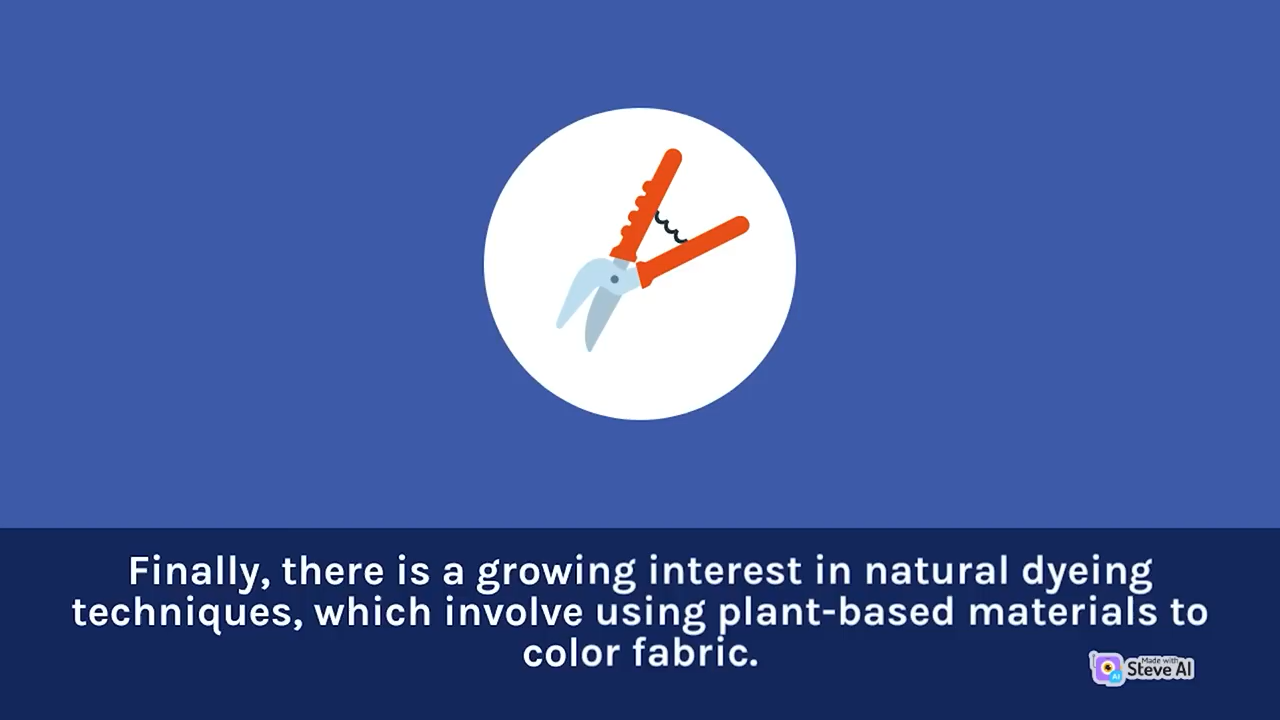 Finally, there is a growing interest in natural dyeing
techniques, which involve using plant-based materials to
color fabric.
Made with
Steve AI
AI